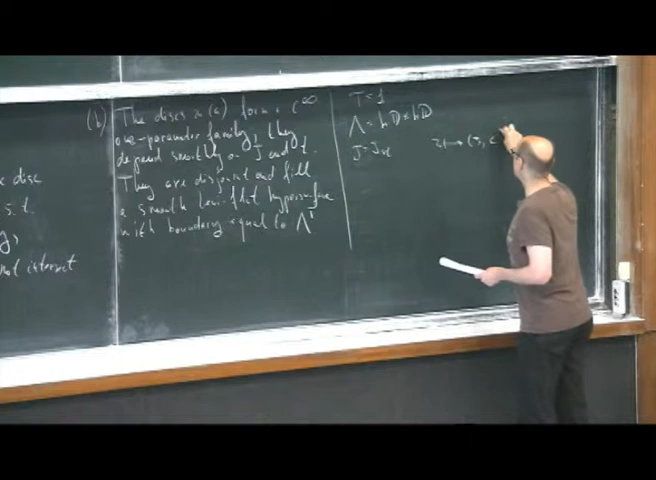 disc
s.t.
not intersect
(b) The discs (c) form a C^∞
one-parameter family, they
depend smoothly on J and t.
They are disjoint and fill
a smooth Levi-flat hypersurface
with boundary equal to Λ'
T = 1
Λ = bD × bD
J = J_st
z ↦ (z, c